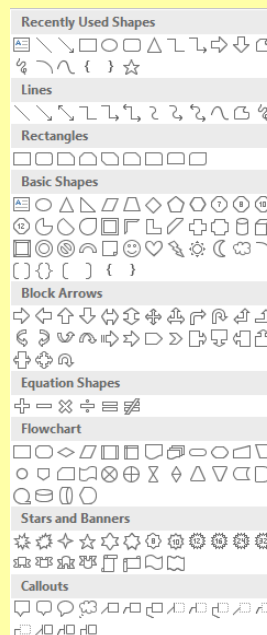 Recently Used Shapes
Lines
Rectangles
Basic Shapes
Block Arrows
Equation Shapes
Flowchart
Stars and Banners
Callouts